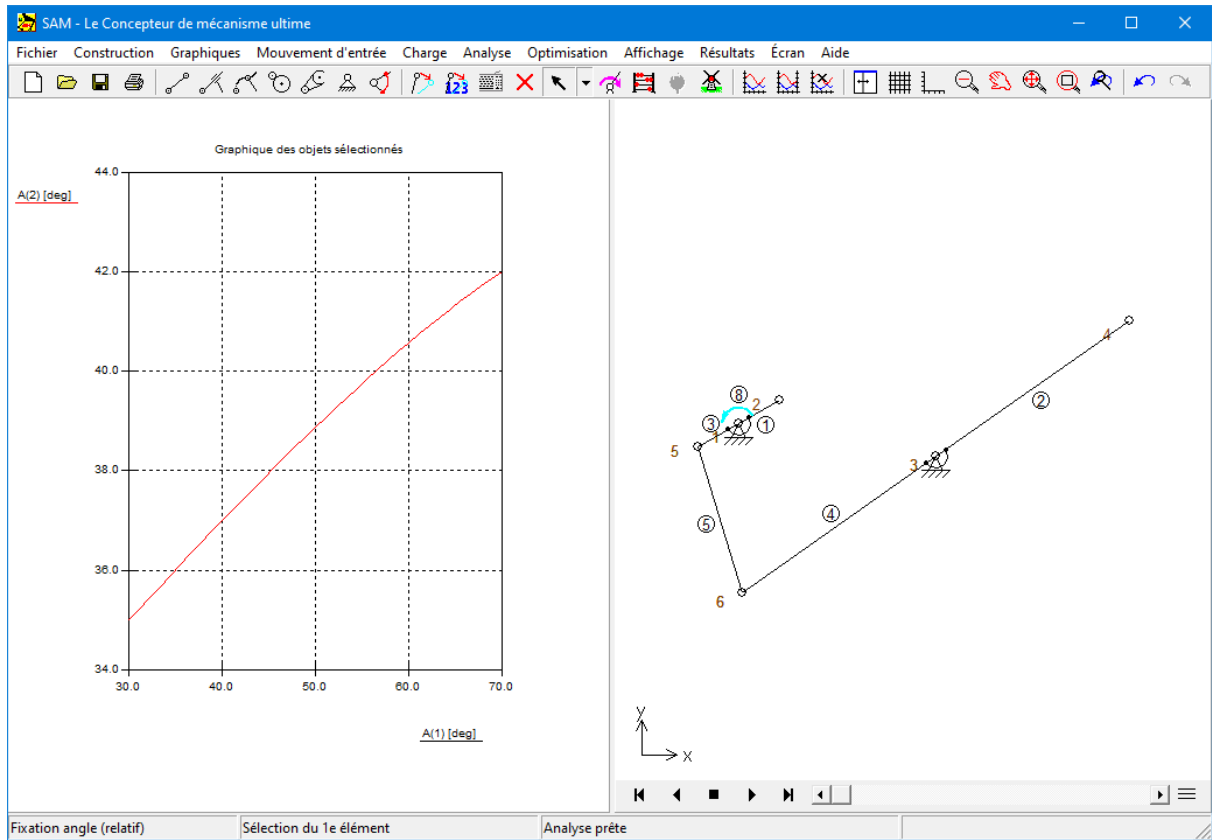 SAM - Le Concepteur de mécanisme ultime
Fichier Construction Graphiques Mouvement d'entrée Charge Analyse Optimisation Affichage Résultats Écran Aide
123
Graphique des objets sélectionnés
A(2) [deg]
44.0
42.0
40.0
38.0
36.0
34.0
30.0 40.0 50.0 60.0 70.0
A(1) [deg]
4
2
8
2
3
1
1
5
3
5
4
6
y
x
Fixation angle (relatif) Sélection du 1e élément Analyse prête